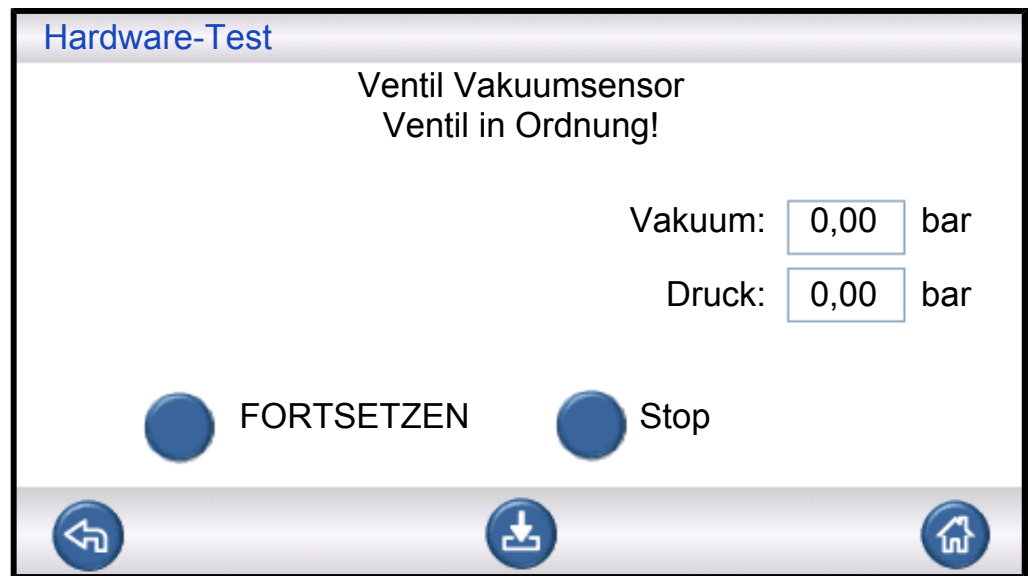 Hardware-Test
Ventil Vakuumsensor
Ventil in Ordnung!
Vakuum: 0,00 bar
Druck: 0,00 bar
FORTSETZEN Stop